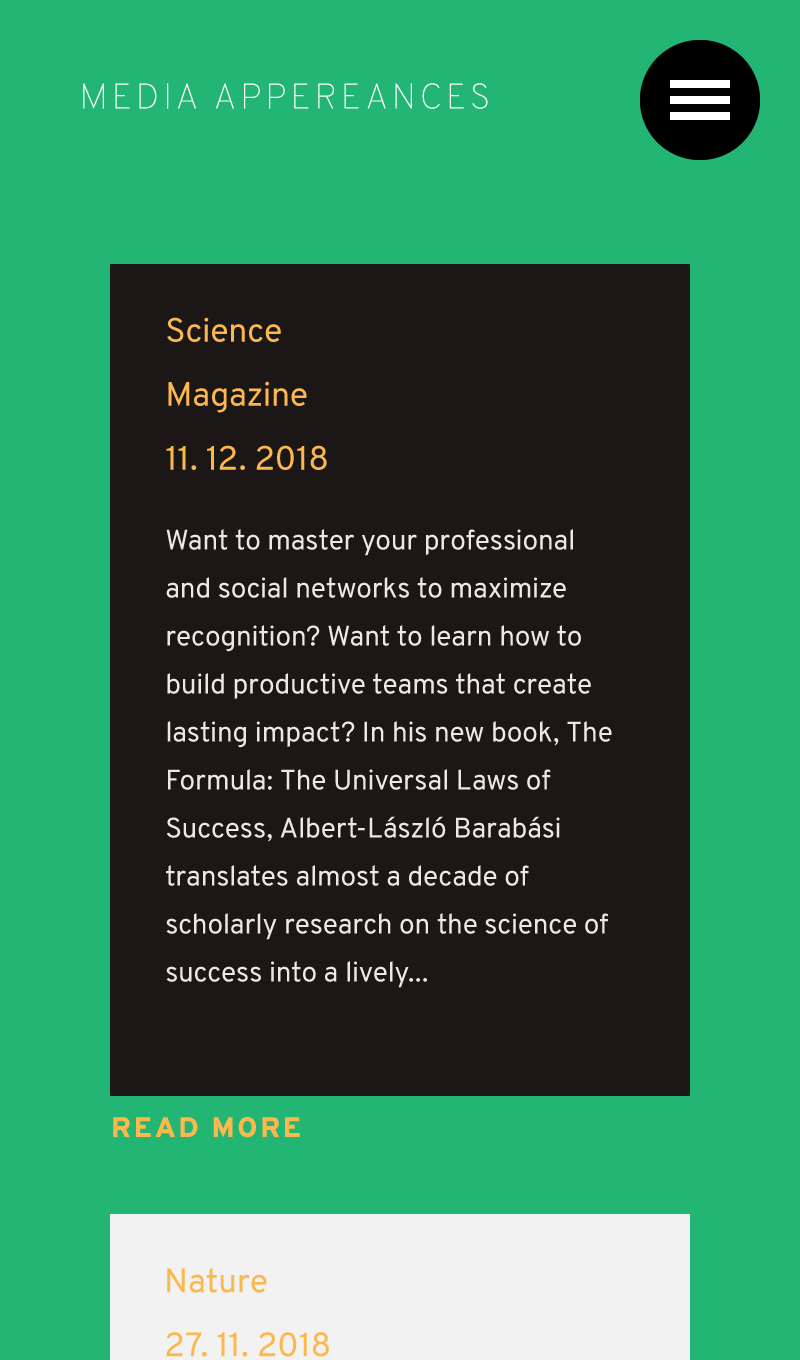 MEDIA APPEREANCES
Science
Magazine
11. 12. 2018
Want to master your professional
and social networks to maximize
recognition? Want to learn how to
build productive teams that create
lasting impact? In his new book, The
Formula: The Universal Laws of
Success, Albert-László Barabási
translates almost a decade of
scholarly research on the science of
success into a lively...
READ MORE
Nature
27. 11. 2018